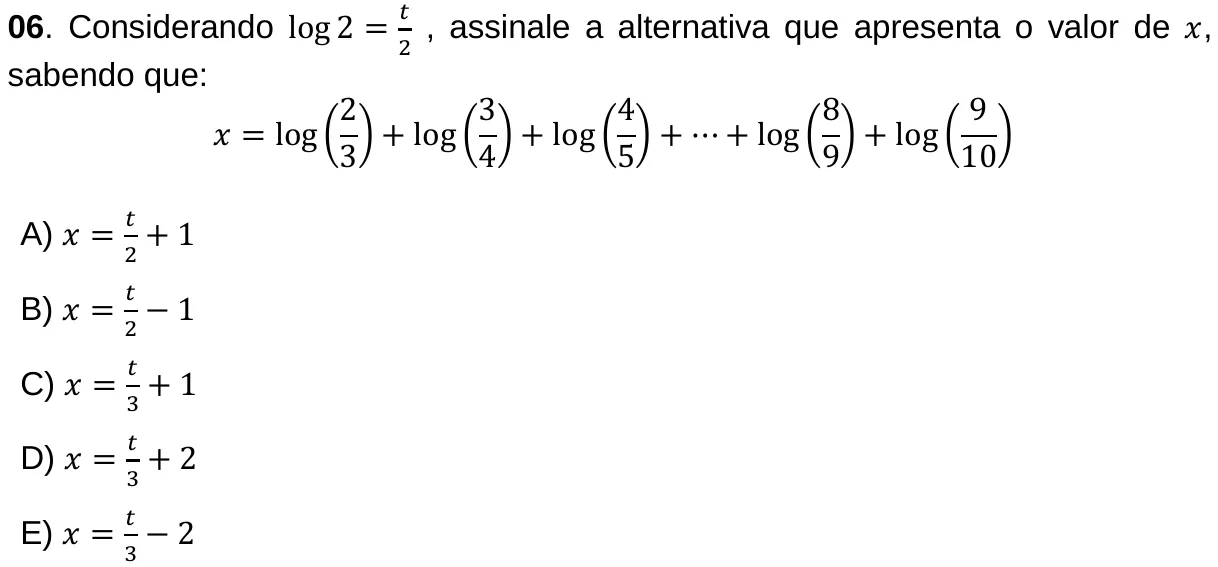 06. Considerando log 2 = t/2 , assinale a alternativa que apresenta o valor de x,
sabendo que:
x = log (2/3) + log (3/4) + log (4/5) + ⋯ + log (8/9) + log (9/10)
A) x = t/2 + 1
B) x = t/2 − 1
C) x = t/3 + 1
D) x = t/3 + 2
E) x = t/3 − 2